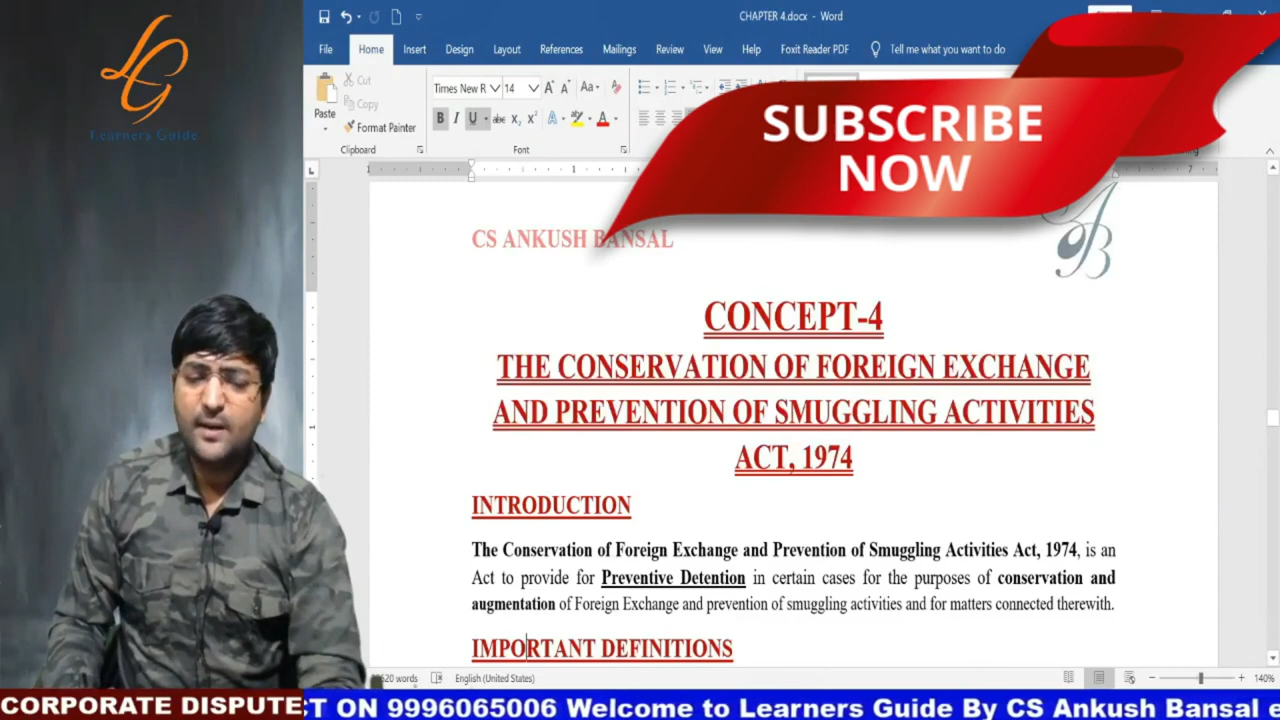 LG
Learners Guide
CHAPTER 4.docx - Word
File Home Insert Design Layout References Mailings Review View Help Foxit Reader PDF Tell me what you want to do
Paste
Cut
Copy
Format Painter
Clipboard
Times New R 14
Font
SUBSCRIBE
NOW
CS ANKUSH BANSAL
AB
CONCEPT-4
THE CONSERVATION OF FOREIGN EXCHANGE
AND PREVENTION OF SMUGGLING ACTIVITIES
ACT, 1974
INTRODUCTION
The Conservation of Foreign Exchange and Prevention of Smuggling Activities Act, 1974, is an
Act to provide for Preventive Detention in certain cases for the purposes of conservation and
augmentation of Foreign Exchange and prevention of smuggling activities and for matters connected therewith.
IMPORTANT DEFINITIONS
words English (United States) 140%
CORPORATE DISPUTE CT ON 9996065006 Welcome to Learners Guide By CS Ankush Bansal e